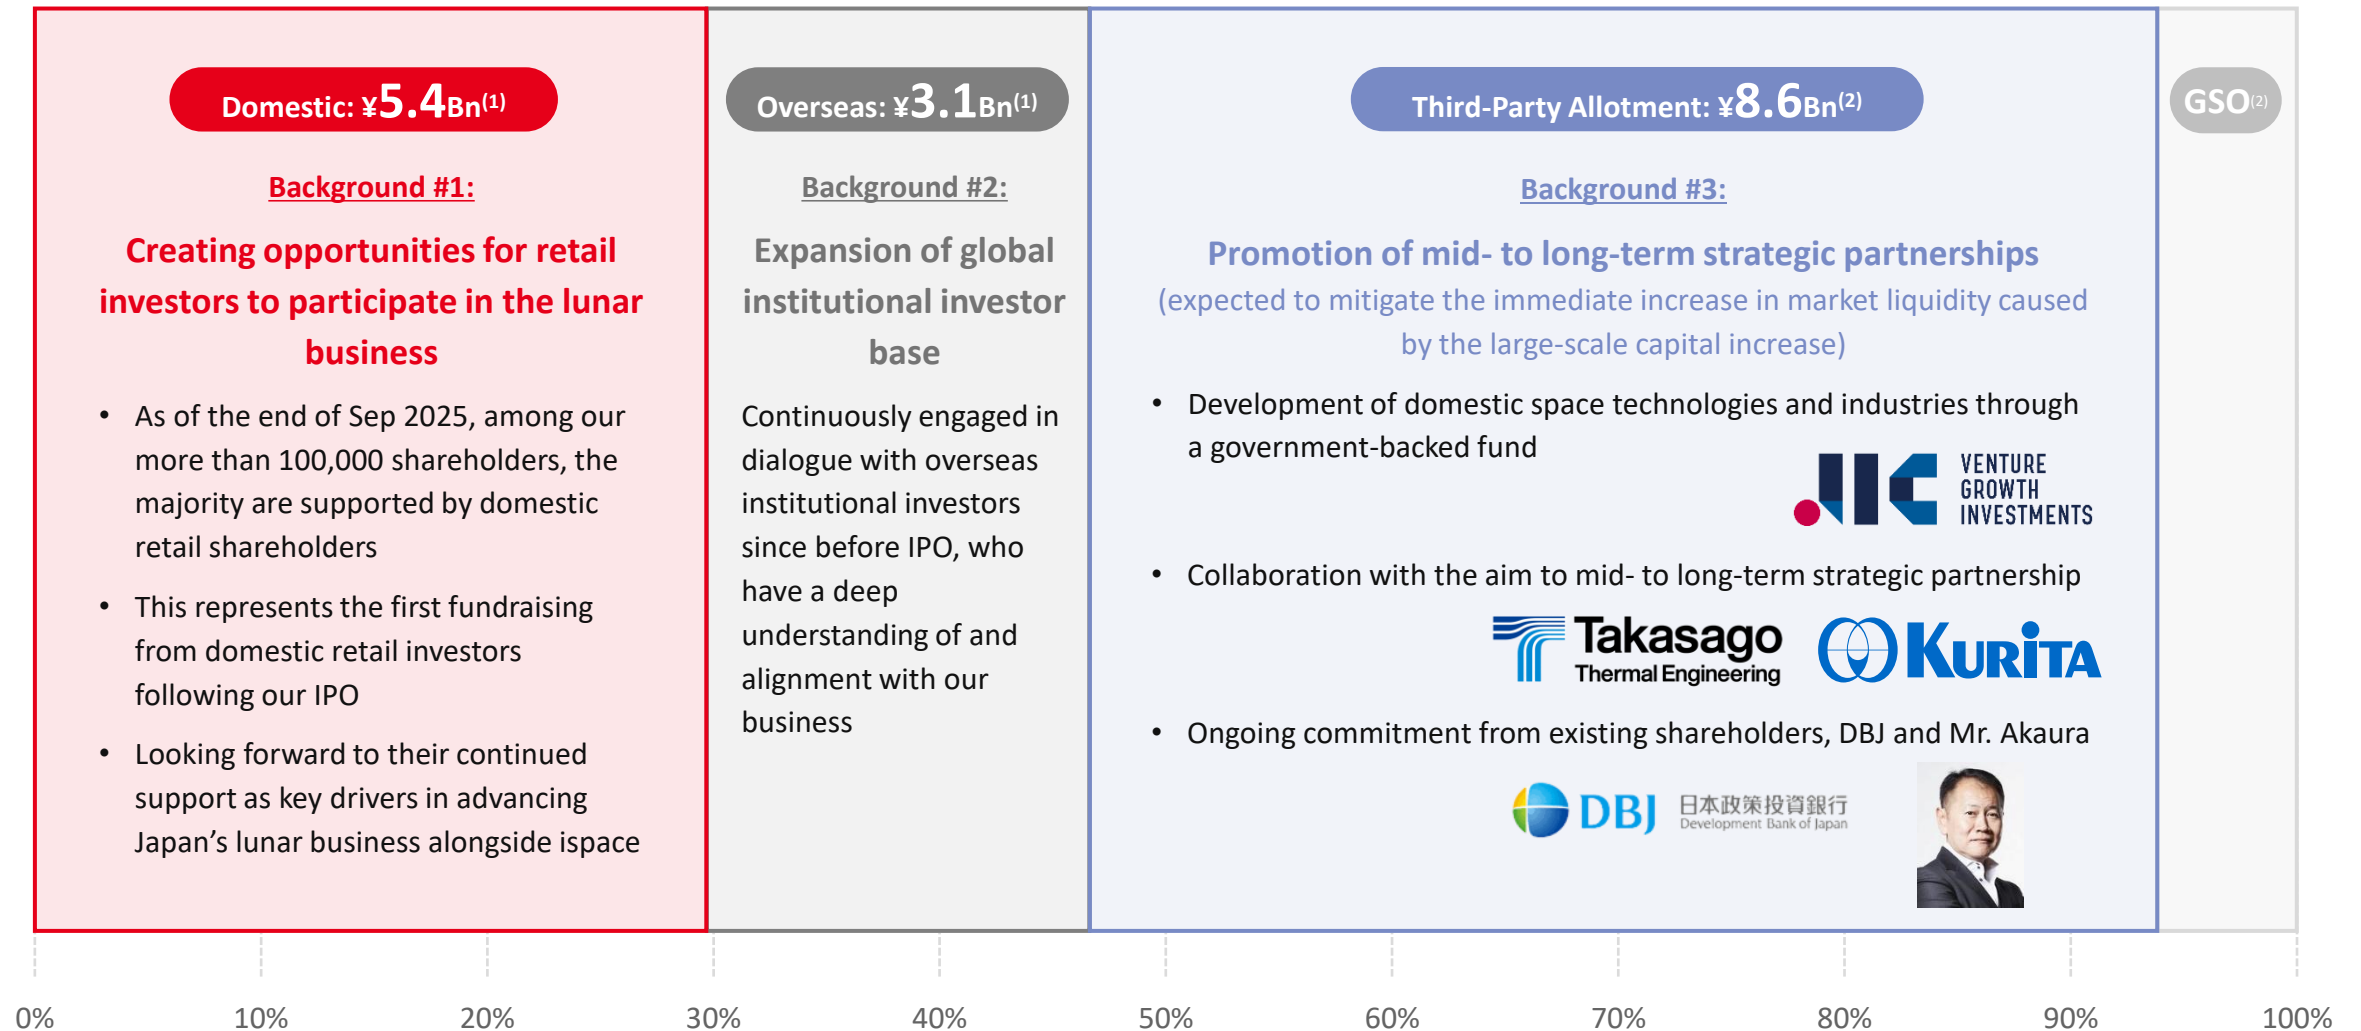 Domestic: ¥5.4Bn(1)
Background #1:
Creating opportunities for retail
investors to participate in the lunar
business
• As of the end of Sep 2025, among our
more than 100,000 shareholders, the
majority are supported by domestic
retail shareholders
• This represents the first fundraising
from domestic retail investors
following our IPO
• Looking forward to their continued
support as key drivers in advancing
Japan’s lunar business alongside ispace
Overseas: ¥3.1Bn(1)
Background #2:
Expansion of global
institutional investor
base
Continuously engaged in
dialogue with overseas
institutional investors
since before IPO, who
have a deep
understanding of and
alignment with our
business
Third-Party Allotment: ¥8.6Bn(2)
Background #3:
Promotion of mid- to long-term strategic partnerships
(expected to mitigate the immediate increase in market liquidity caused
by the large-scale capital increase)
• Development of domestic space technologies and industries through
a government-backed fund
JIC
VENTURE
GROWTH
INVESTMENTS
• Collaboration with the aim to mid- to long-term strategic partnership
Takasago
Thermal Engineering
KURITA
• Ongoing commitment from existing shareholders, DBJ and Mr. Akaura
DBJ
日本政策投資銀行
Development Bank of Japan
GSO(2)
0% 10% 20% 30% 40% 50% 60% 70% 80% 90% 100%